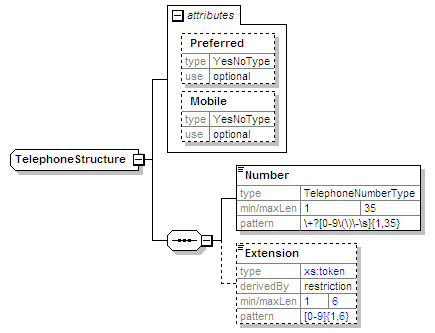 attributes
Preferred
type YesNoType
use optional
Mobile
type YesNoType
use optional
TelephoneStructure
Number
type TelephoneNumberType
min/maxLen 1 35
pattern \+?[0-9\(\)\-\s]{1,35}
Extension
type xs:token
derivedBy restriction
min/maxLen 1 6
pattern [0-9]{1,6}